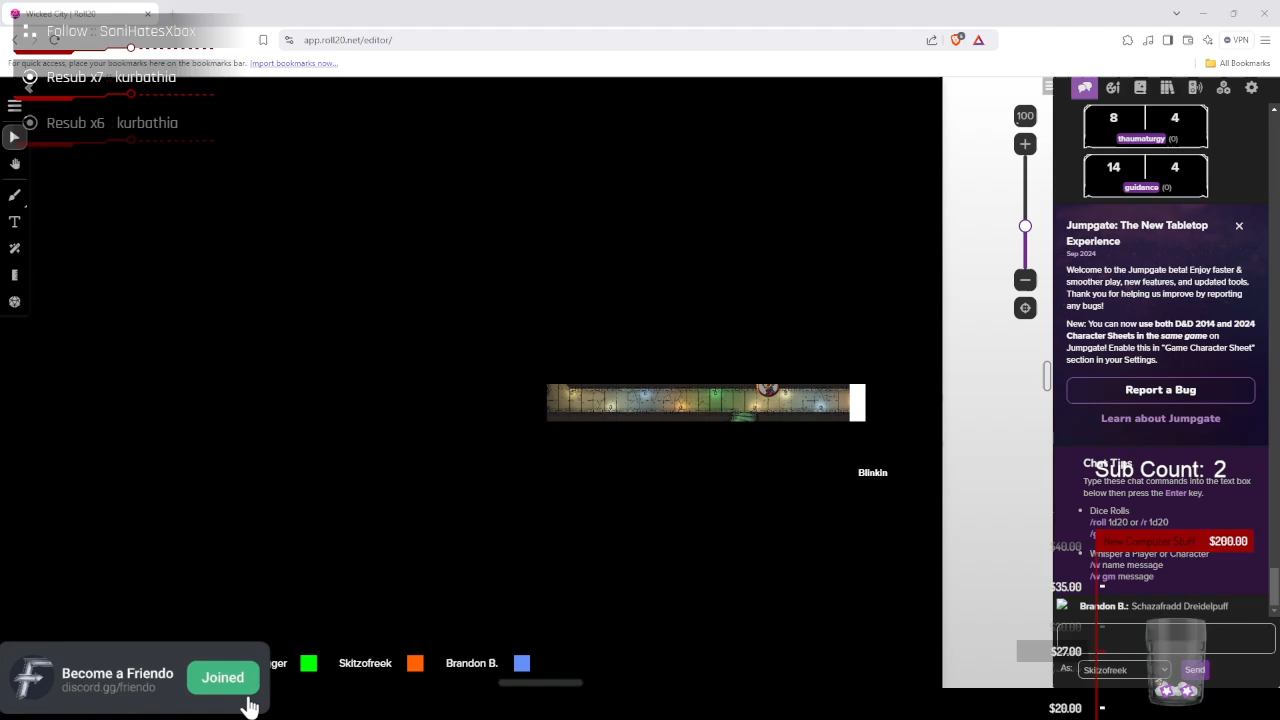 Wicked City | Roll20
Follow :: SaniHatesXbox
app.roll20.net/editor/
VPN
For quick access, place your bookmarks here on the bookmarks bar. Import bookmarks now...
All Bookmarks
Resub x7 kurbathia
Resub x6 kurbathia
100
8 4
thaumaturgy (0)
14 4
guidance (0)
Jumpgate: The New Tabletop
Experience
Sep 2024
Welcome to the Jumpgate beta! Enjoy faster &
smoother play, new features, and updated tools.
Thank you for helping us improve by reporting
any bugs!
New: You can now use both D&D 2014 and 2024
Character Sheets in the same game on
Jumpgate! Enable this in "Game Character Sheet"
section in your Settings.
Report a Bug
Learn about Jumpgate
Chat Tips
Sub Count: 2
Type these chat commands into the text box
below then press the Enter key.
Dice Rolls
/roll 1d20 or /r 1d20
New Computer Stuff $200.00
$40.00
Whisper a Player or Character
/w name message
/w gm message
$35.00
Brandon B.: Schazafradd Dreidelpuff
$30.00
$27.00
As: Skitzofreek Send
$20.00
Blinkin
nger Skitzofreek Brandon B.
Become a Friendo
discord.gg/friendo
Joined